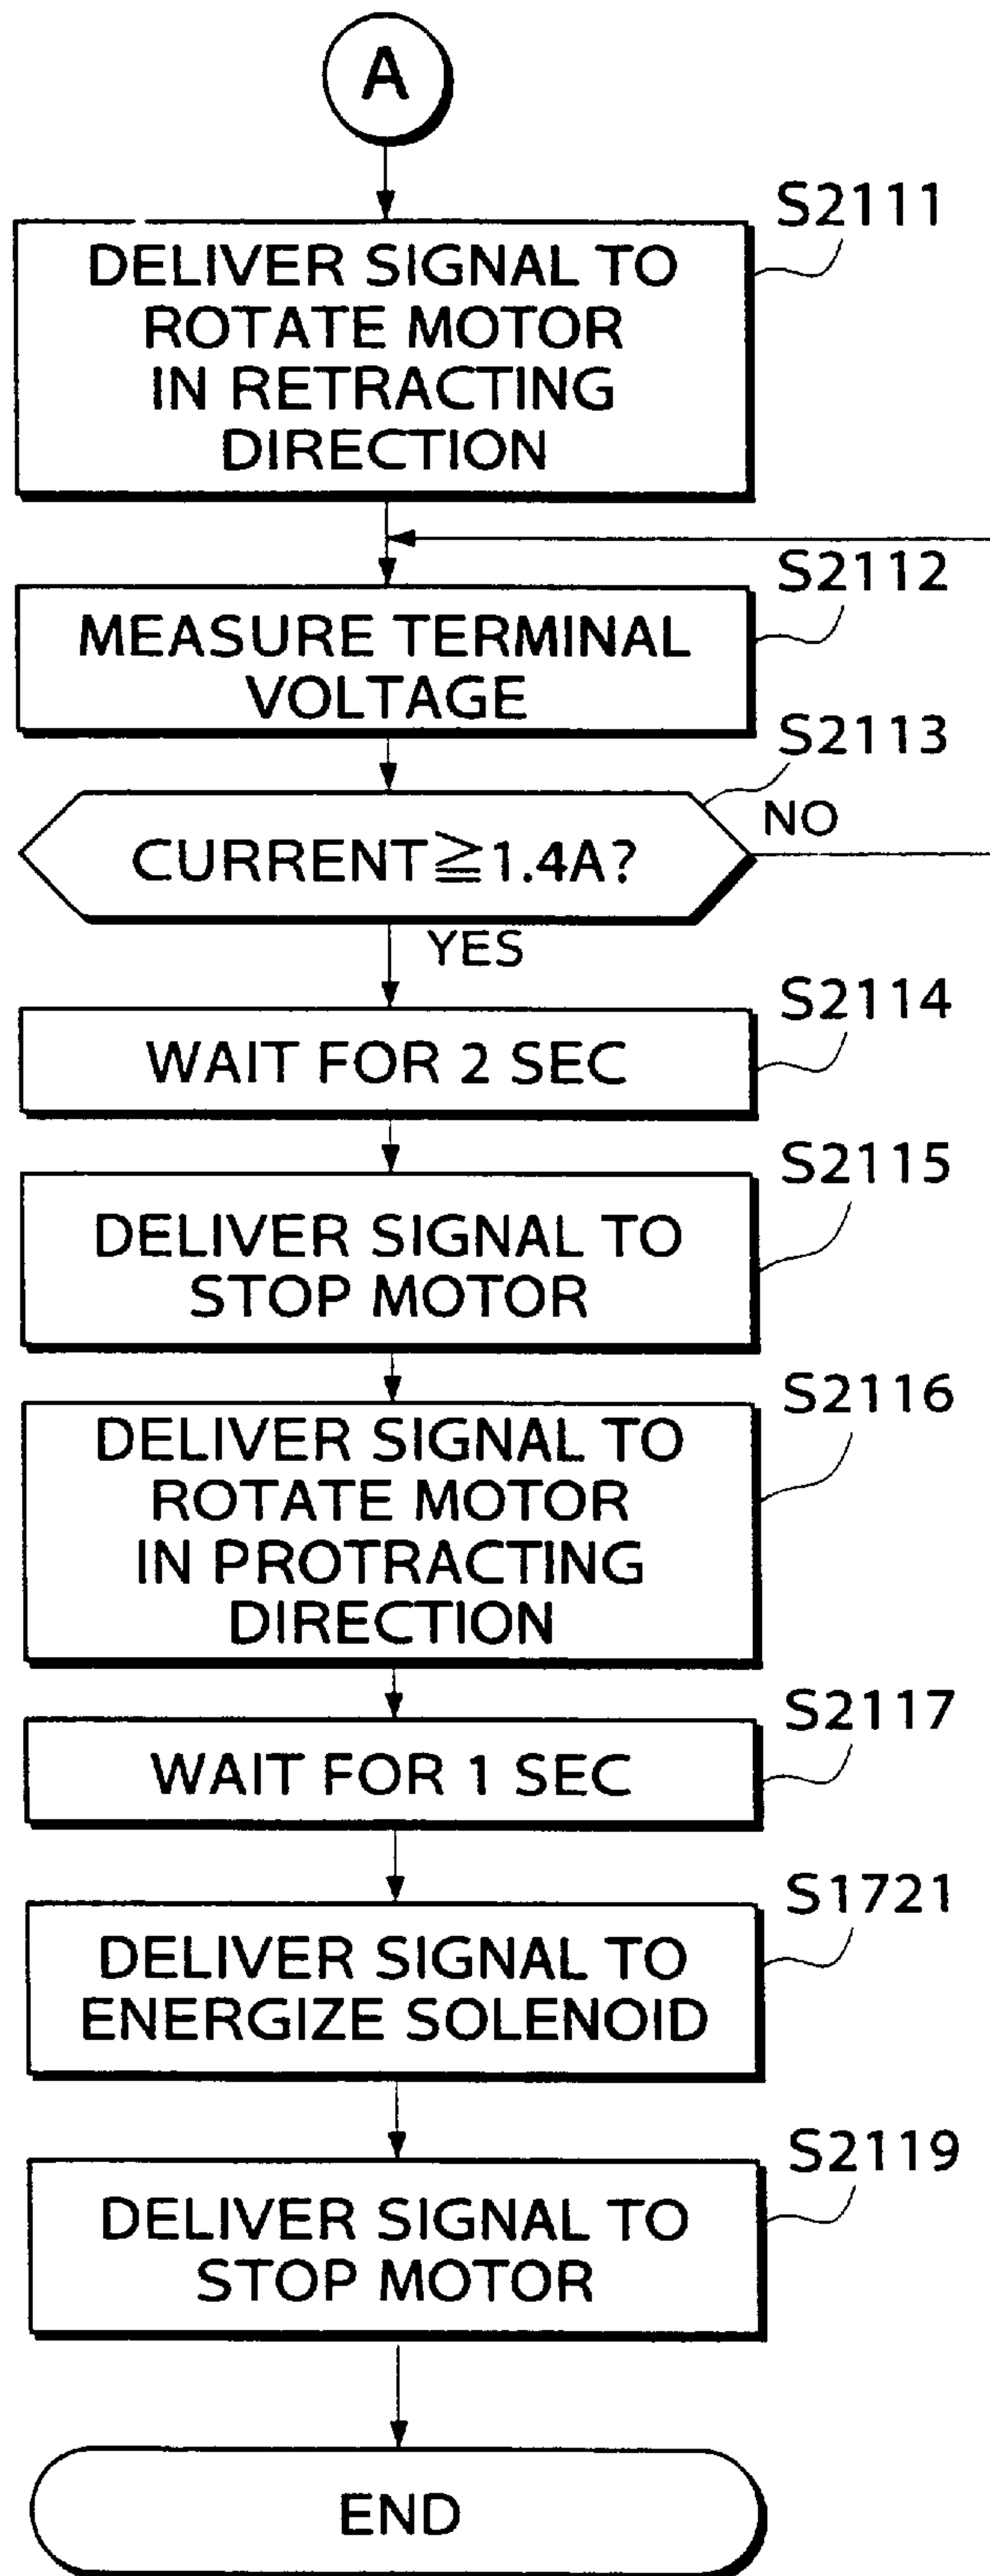 A
S2111
DELIVER SIGNAL TO
ROTATE MOTOR
IN RETRACTING
DIRECTION
S2112
MEASURE TERMINAL
VOLTAGE
S2113
CURRENT≧1.4A?
NO
YES
S2114
WAIT FOR 2 SEC
S2115
DELIVER SIGNAL TO
STOP MOTOR
S2116
DELIVER SIGNAL TO
ROTATE MOTOR
IN PROTRACTING
DIRECTION
S2117
WAIT FOR 1 SEC
S1721
DELIVER SIGNAL TO
ENERGIZE SOLENOID
S2119
DELIVER SIGNAL TO
STOP MOTOR
END